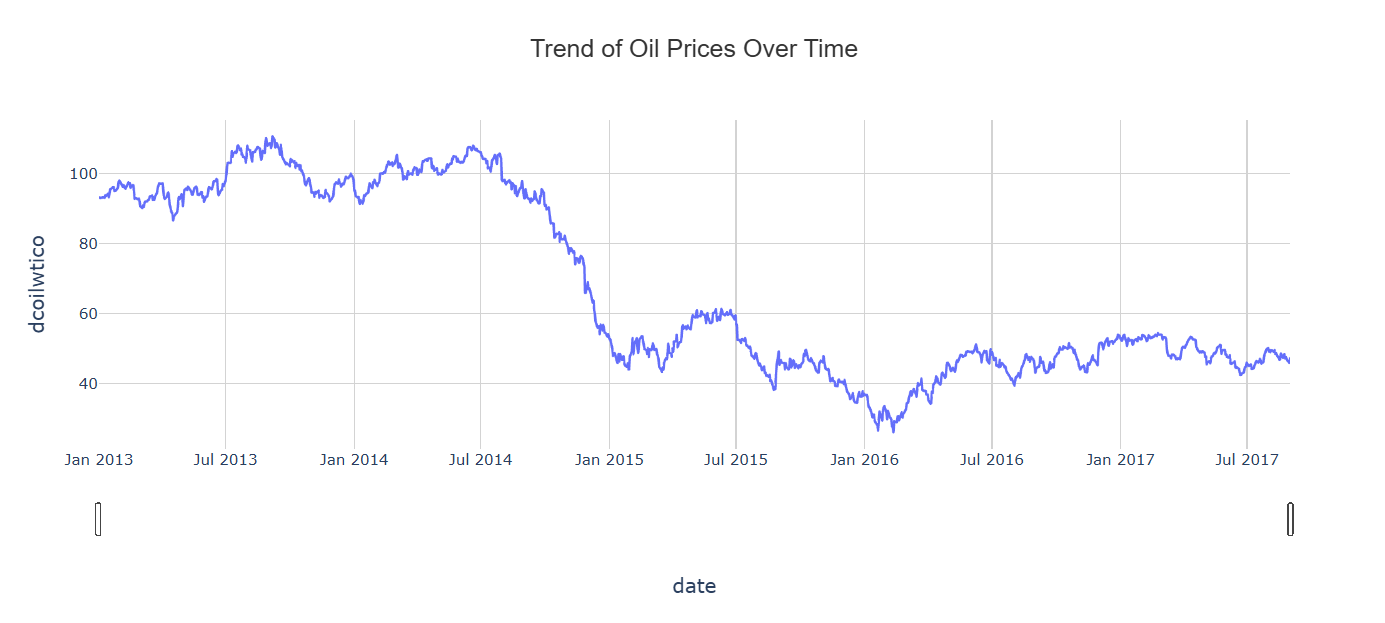 Trend of Oil Prices Over Time
dcoilwtico
100
80
60
40
Jan 2013 Jul 2013 Jan 2014 Jul 2014 Jan 2015 Jul 2015 Jan 2016 Jul 2016 Jan 2017 Jul 2017
date